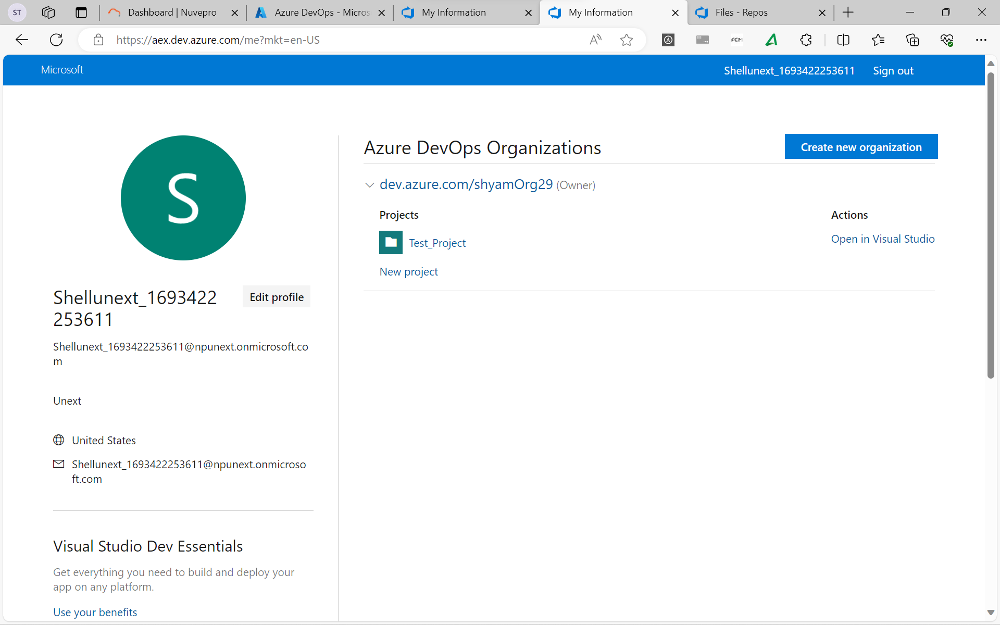 ST
Dashboard | Nuvepro
Azure DevOps - Micros
My Information
My Information
Files - Repos
https://aex.dev.azure.com/me?mkt=en-US
A
FCM
Microsoft
Shellunext_1693422253611
Sign out
S
Azure DevOps Organizations
Create new organization
dev.azure.com/shyamOrg29 (Owner)
Projects
Actions
Test_Project
Open in Visual Studio
New project
Shellunext_1693422
253611
Edit profile
Shellunext_1693422253611@npunext.onmicrosoft.co
m
Unext
United States
Shellunext_1693422253611@npunext.onmicroso
ft.com
Visual Studio Dev Essentials
Get everything you need to build and deploy your
app on any platform.
Use your benefits